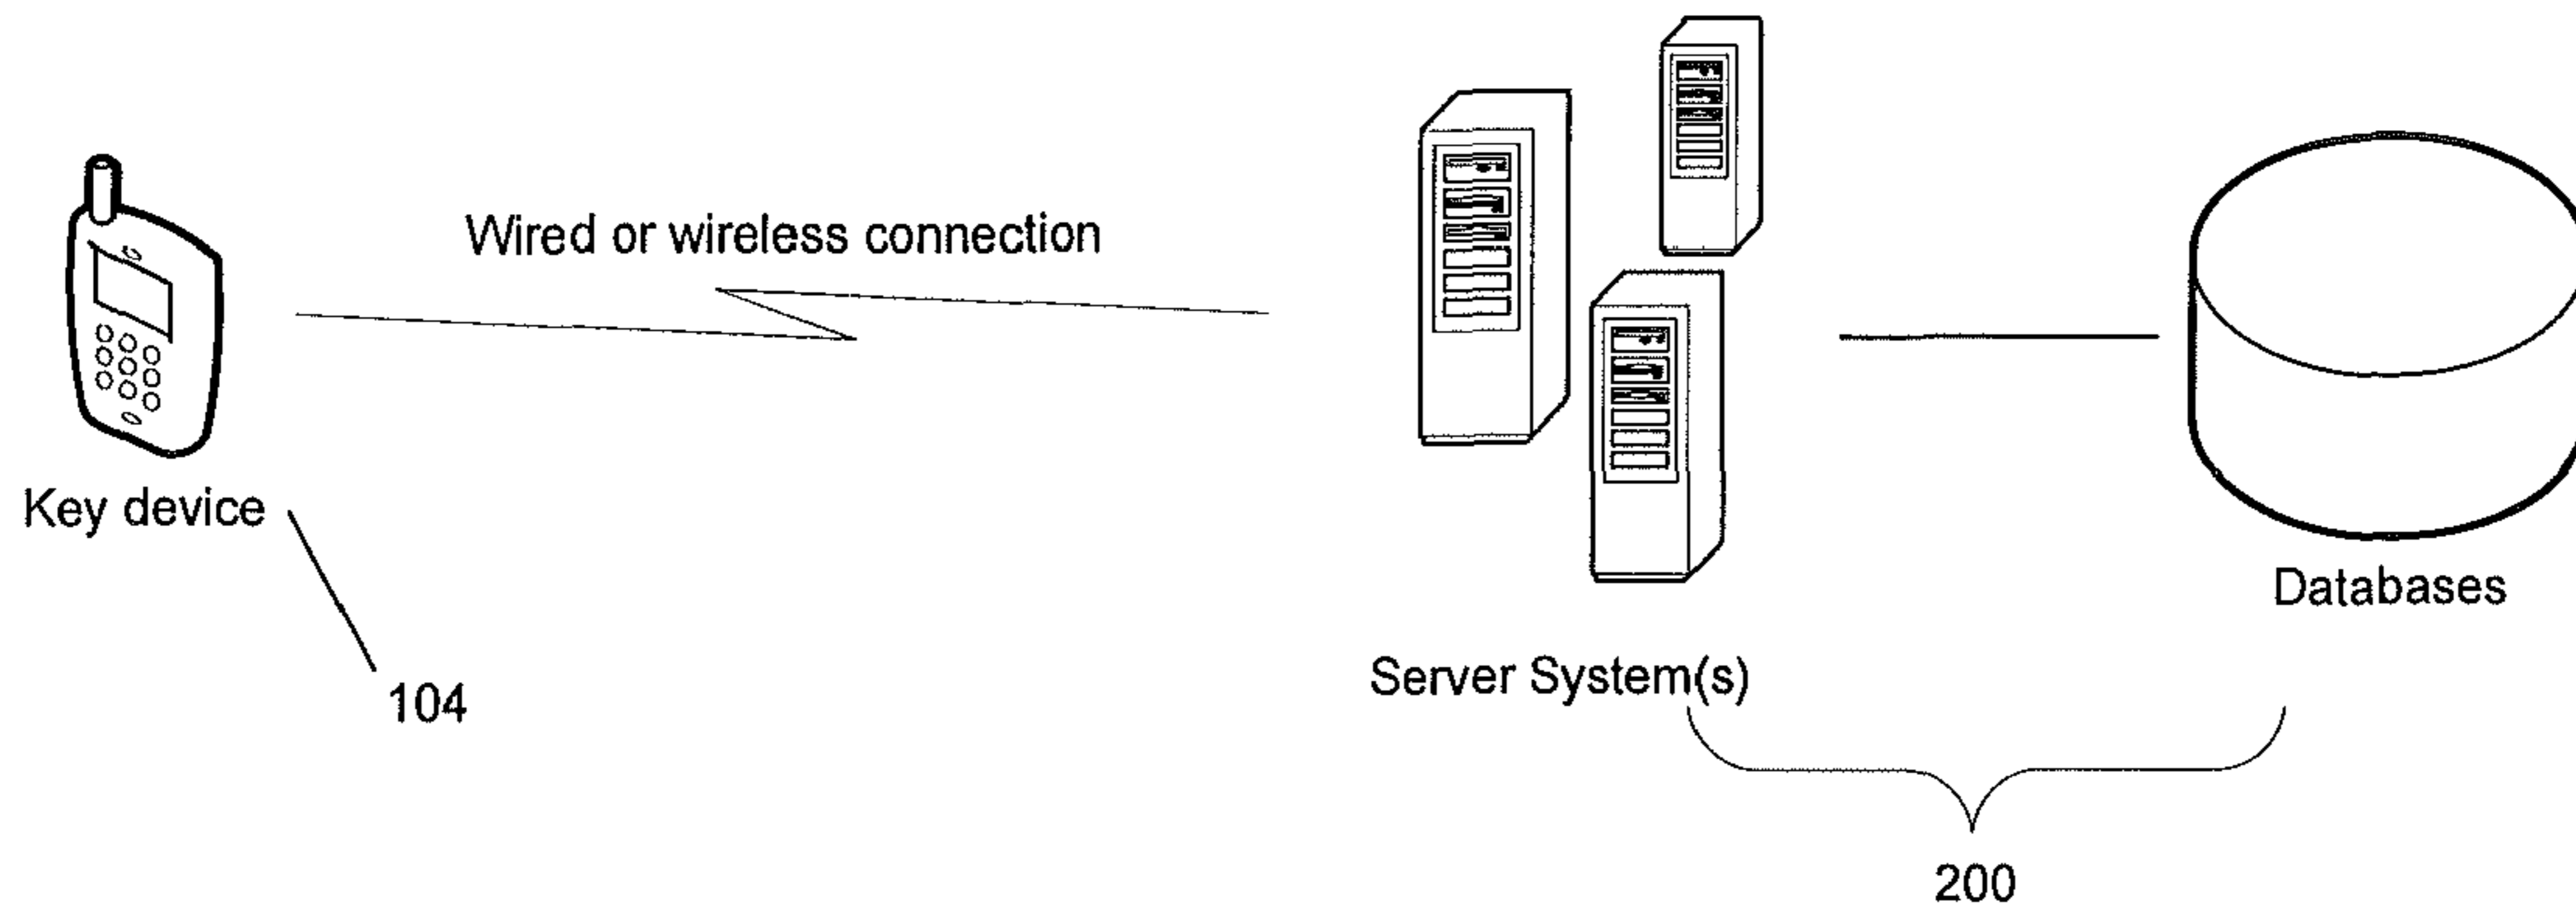 Wired or wireless connection
Key device
Databases
Server System(s)
104
200